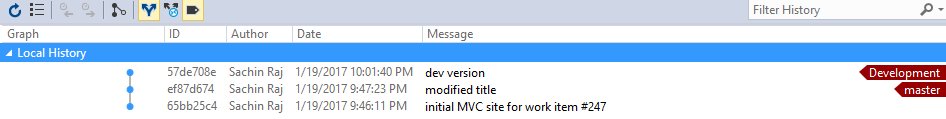 Filter History
Graph ID Author Date Message
Local History
57de708e Sachin Raj 1/19/2017 10:01:40 PM dev version Development
ef87d674 Sachin Raj 1/19/2017 9:47:23 PM modified title master
65bb25c4 Sachin Raj 1/19/2017 9:46:11 PM initial MVC site for work item #247